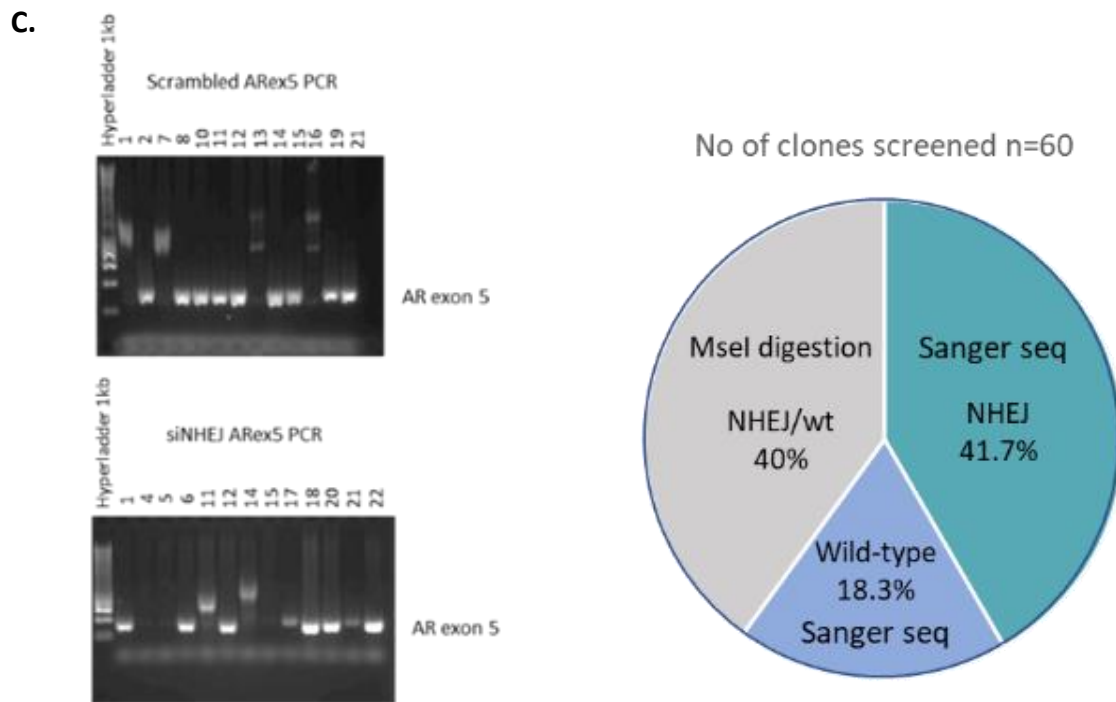 C.
Hyperladder 1kb
Scrambled ARex5 PCR
1 2 7 8 10 11 12 13 14 15 16 19 21
AR exon 5
siNHEJ ARex5 PCR
Hyperladder 1kb
1 4 5 6 11 12 14 15 17 18 20 21 22
AR exon 5
No of clones screened n=60
MseI digestion
NHEJ/wt
40%
Sanger seq
NHEJ
41.7%
Wild-type
18.3%
Sanger seq